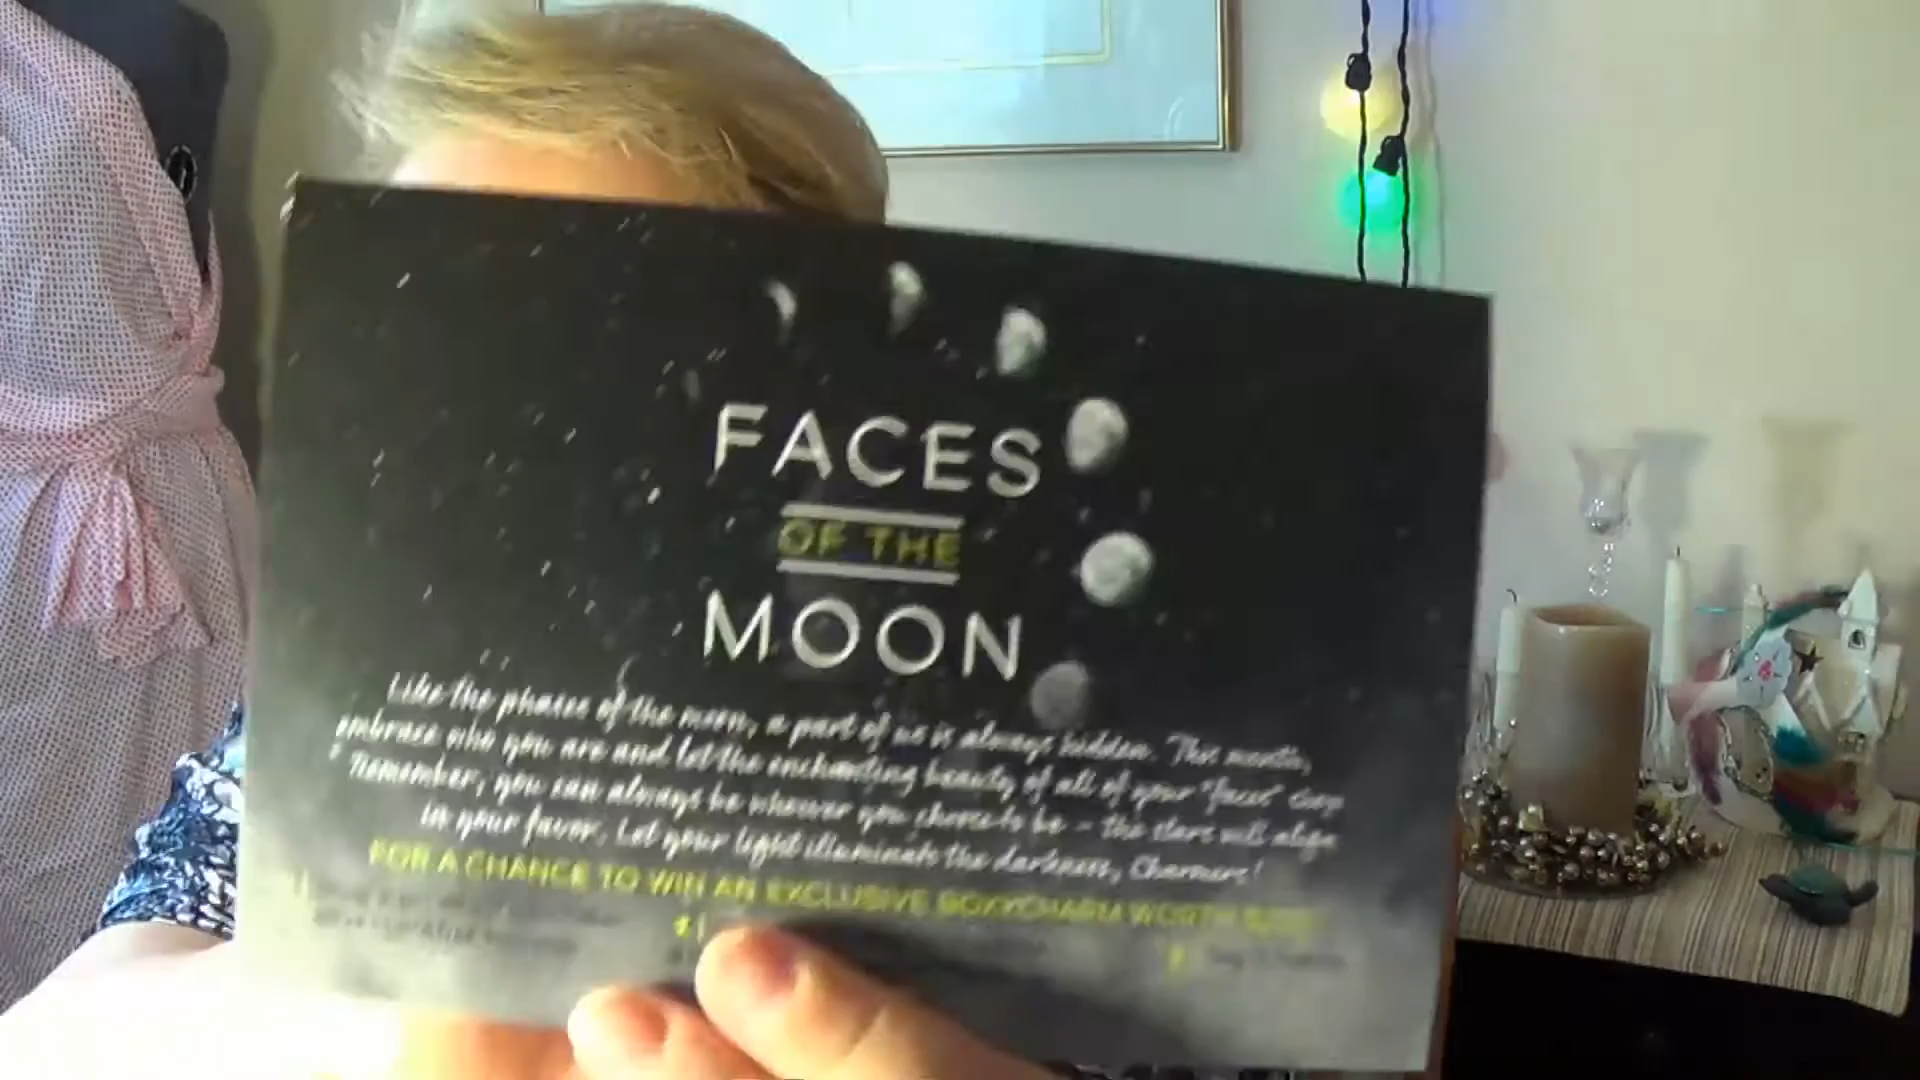 FACES
OF THE
MOON
Like the phases of the moon, a part of us is always hidden. This month,
embrace who you are and let the enchanting beauty of all of your "faces"
Remember, you can always be whoever you choose to be – the stars will align
in your favor. Let your light illuminate the darkness, Charmers!
FOR A CHANCE TO WIN AN EXCLUSIVE BOXYCHARM WORTH